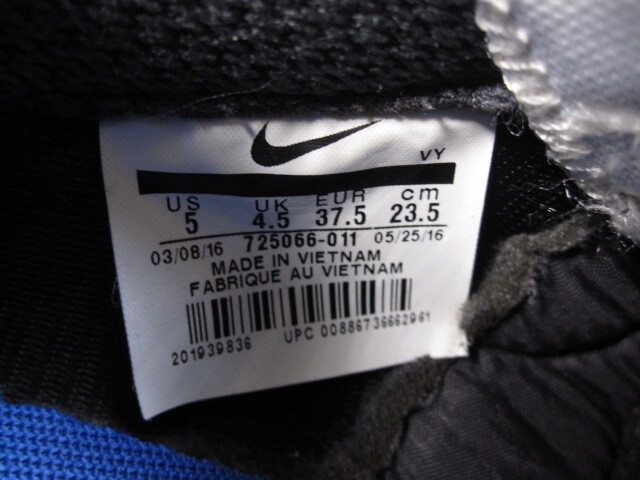 VY
US UK EUR cm
5 4.5 37.5 23.5
03/08/16 725066-011 05/25/16
MADE IN VIETNAM
FABRIQUE AU VIETNAM
201939836 UPC 00886736662961